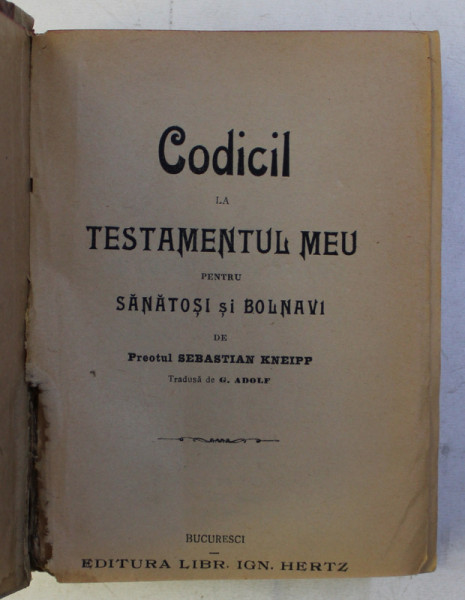 Codicil
LA
TESTAMENTUL MEU
PENTRU
SĂNĂTOȘI și BOLNAVI
DE
Preotul SEBASTIAN KNEIPP
Tradusă de G. ADOLF
BUCURESCI
EDITURA LIBR. IGN. HERTZ